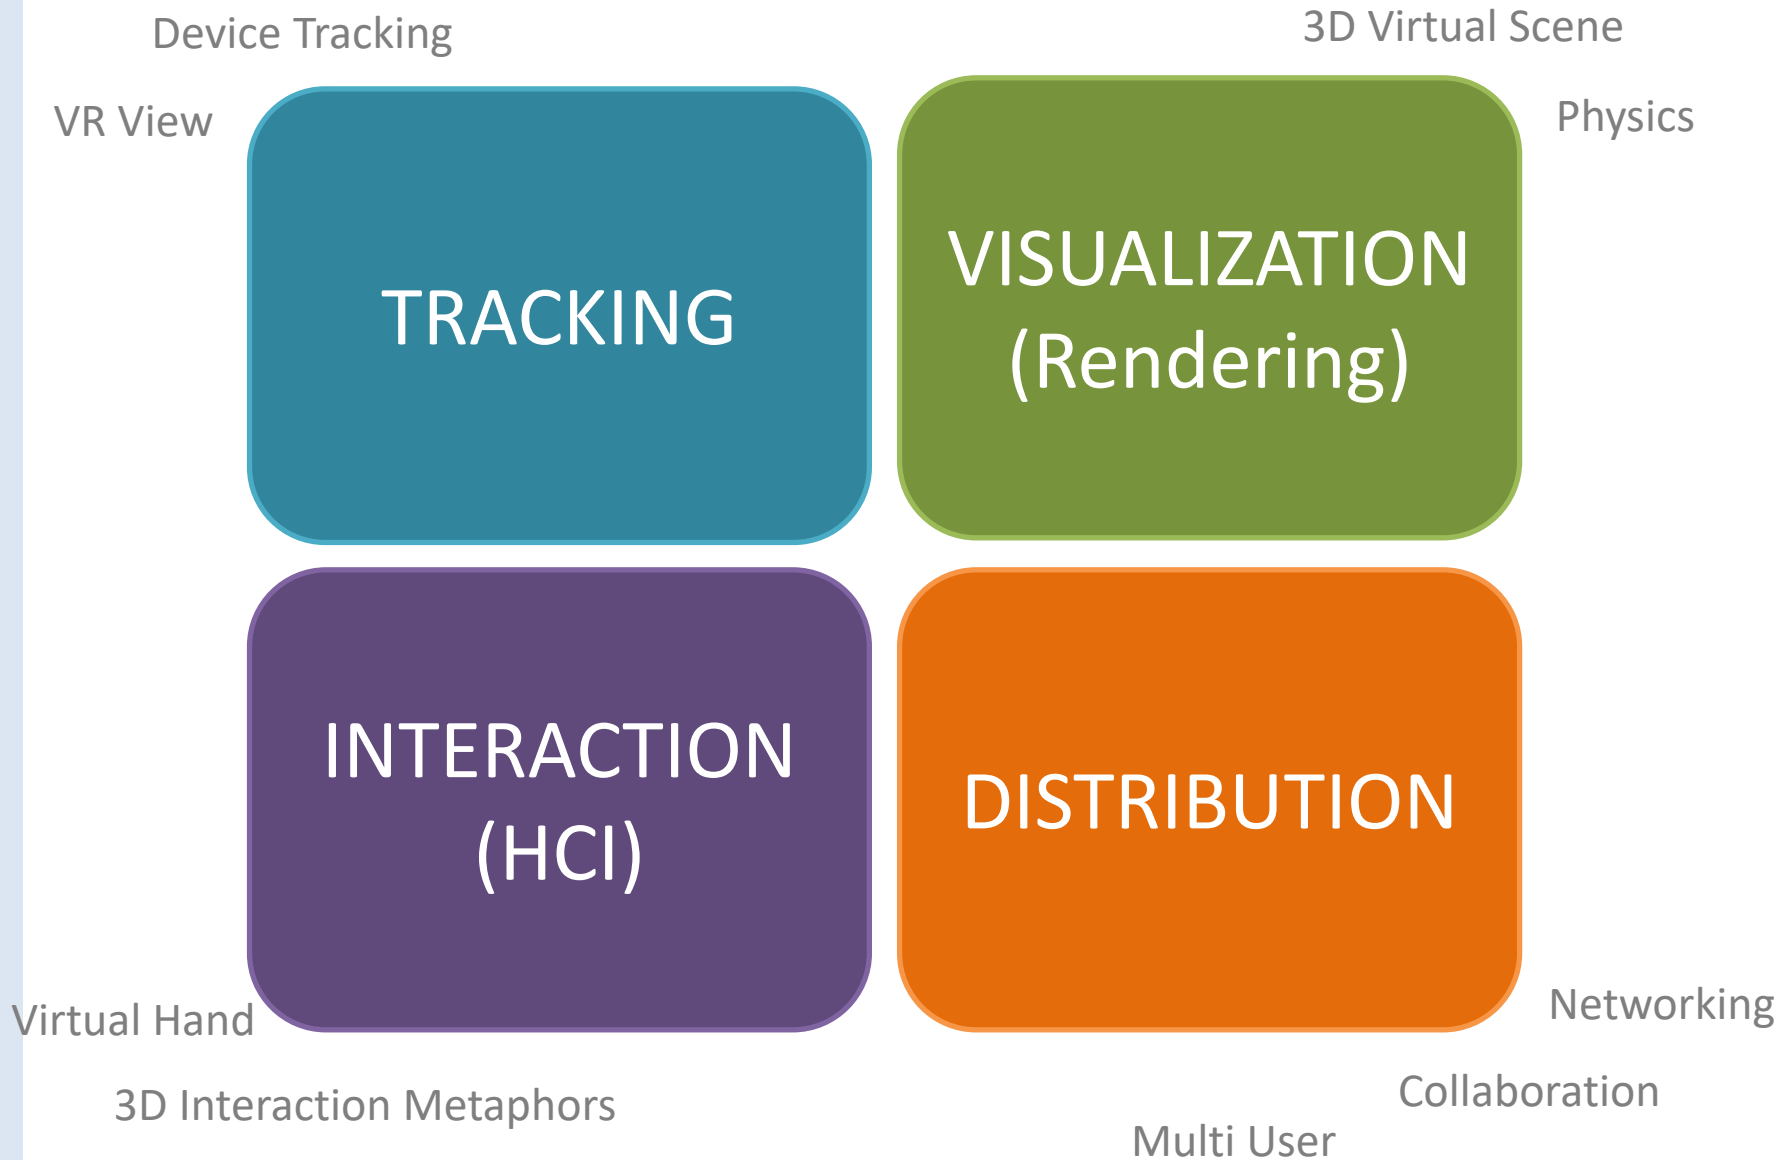 Device Tracking
3D Virtual Scene
VR View
Physics
TRACKING
VISUALIZATION
(Rendering)
INTERACTION
(HCI)
DISTRIBUTION
Virtual Hand
Networking
3D Interaction Metaphors
Collaboration
Multi User